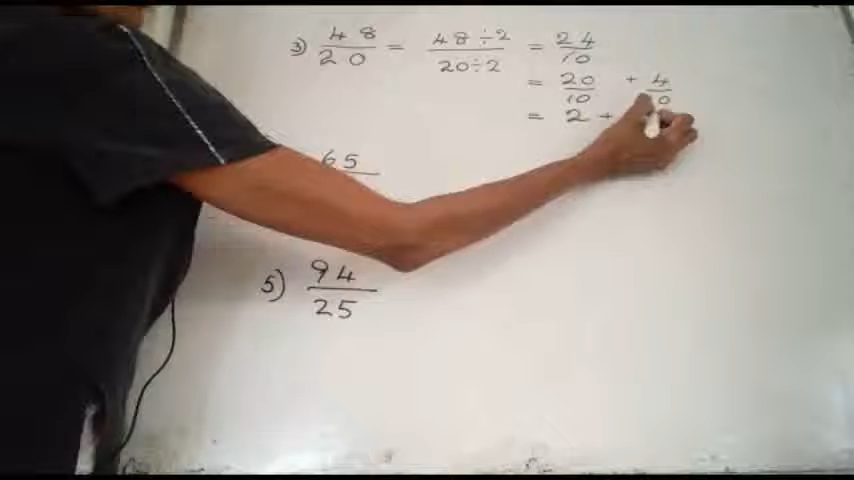 3) 48/20 = 48÷2/20÷2 = 24/10
= 20/10 + 4/10
= 2 +
65
5) 94/25